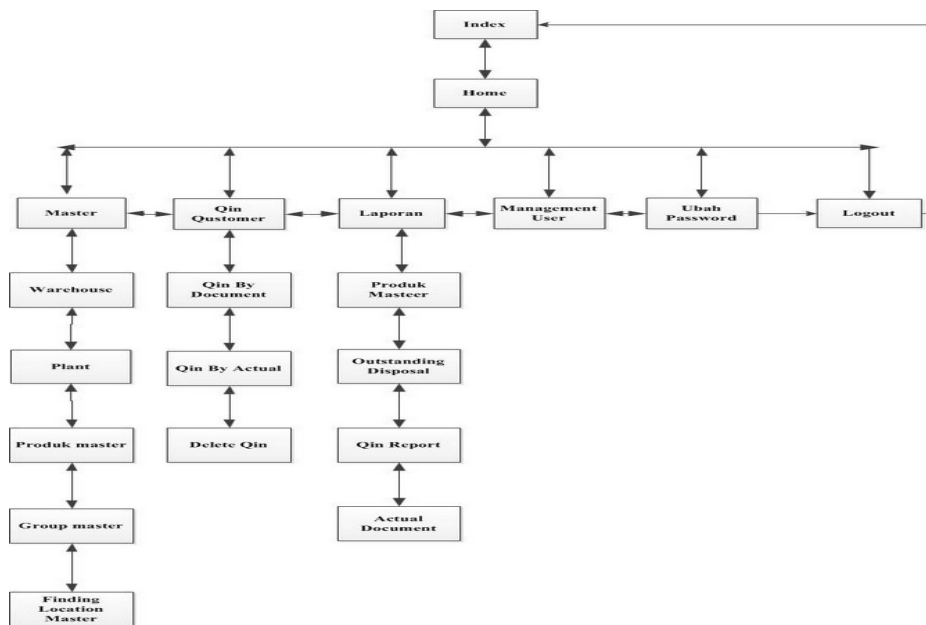 Index
Home
Master
Qin
Qustomer
Laporan
Management
User
Ubah
Password
Logout
Warehouse
Qin By
Document
Produk
Masteer
Plant
Qin By Actual
Outstanding
Disposal
Produk master
Delete Qin
Qin Report
Group master
Actual
Document
Finding
Location
Master